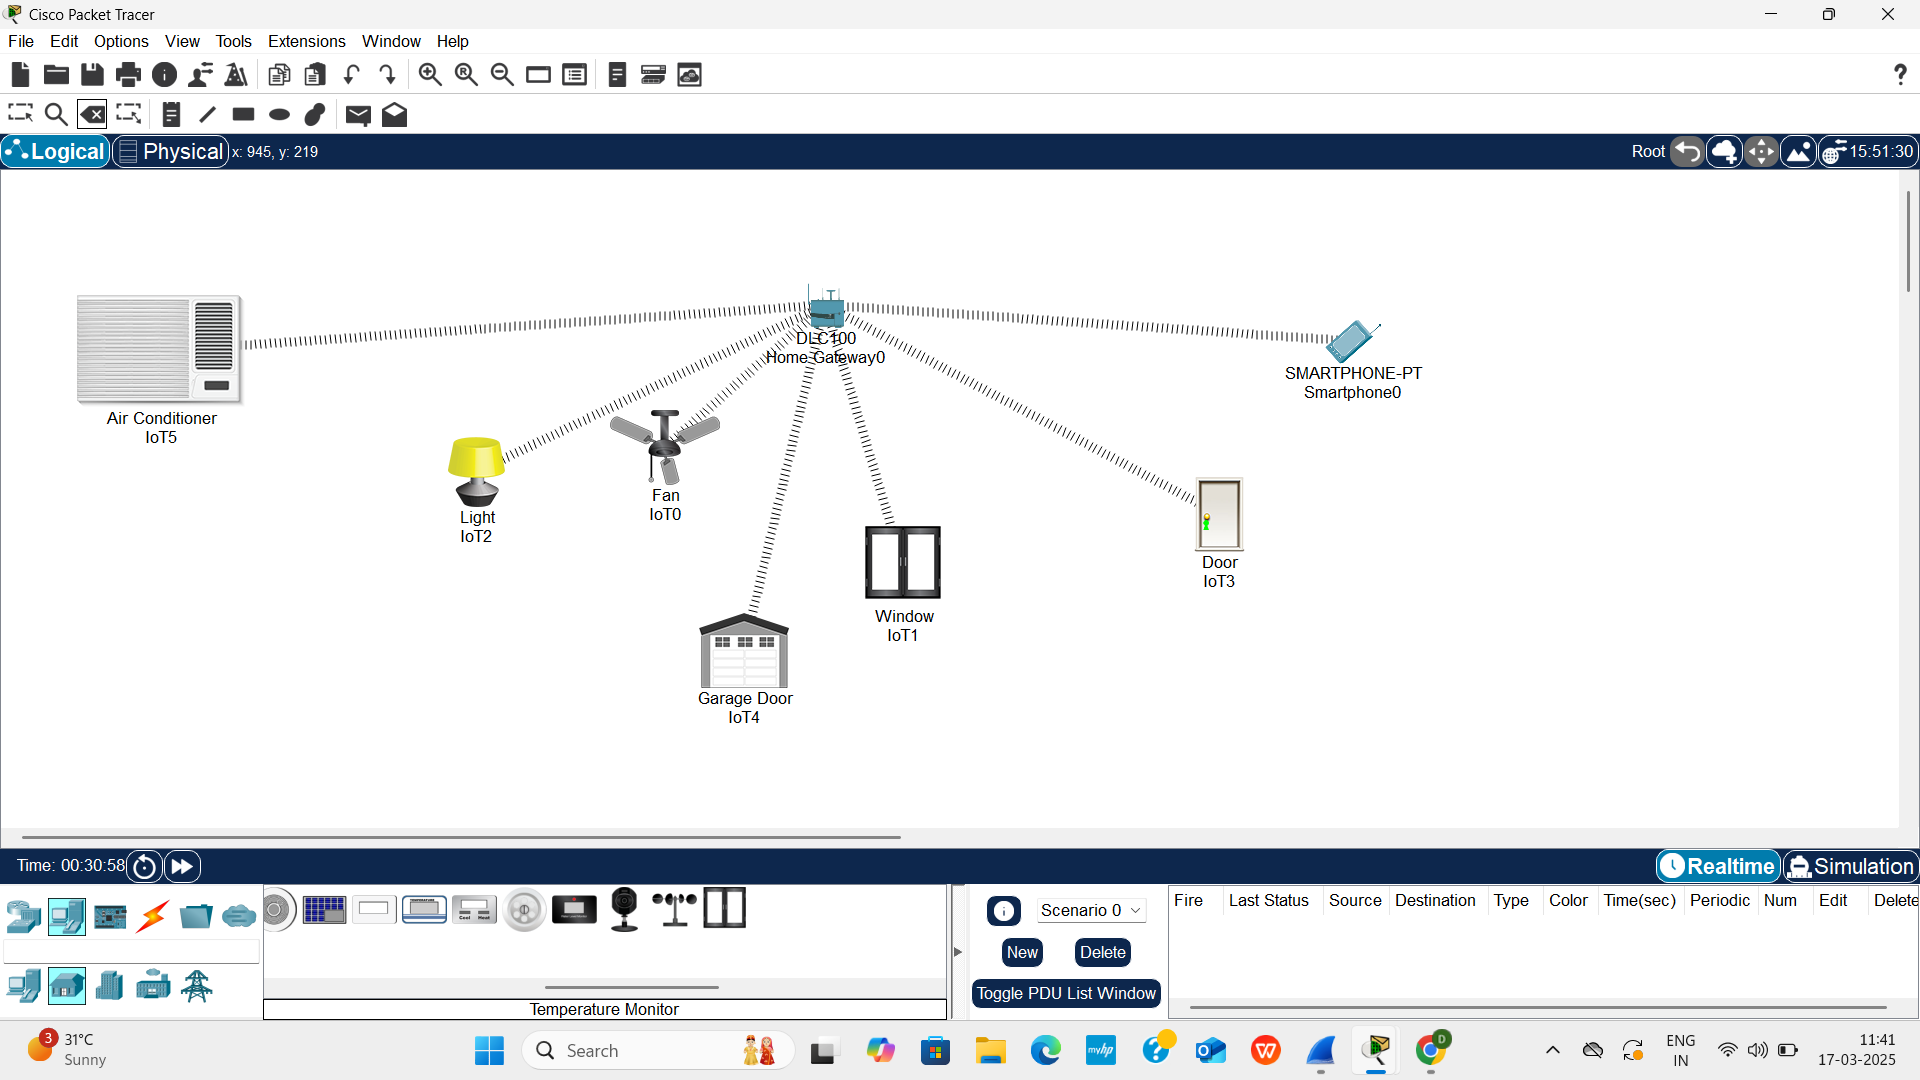 Cisco Packet Tracer
File Edit Options View Tools Extensions Window Help
Logical Physical x: 945, y: 219 Root 15:51:30
DLC100
Home Gateway0
SMARTPHONE-PT
Smartphone0
Air Conditioner
IoT5
Light
IoT2
Fan
IoT0
Door
IoT3
Window
IoT1
Garage Door
IoT4
Time: 00:30:58 Realtime Simulation
Scenario 0
New Delete
Toggle PDU List Window
Fire Last Status Source Destination Type Color Time(sec) Periodic Num Edit Delete
Temperature Monitor
3 31°C
Sunny
Search
myhp
D
ENG
IN
11:41
17-03-2025